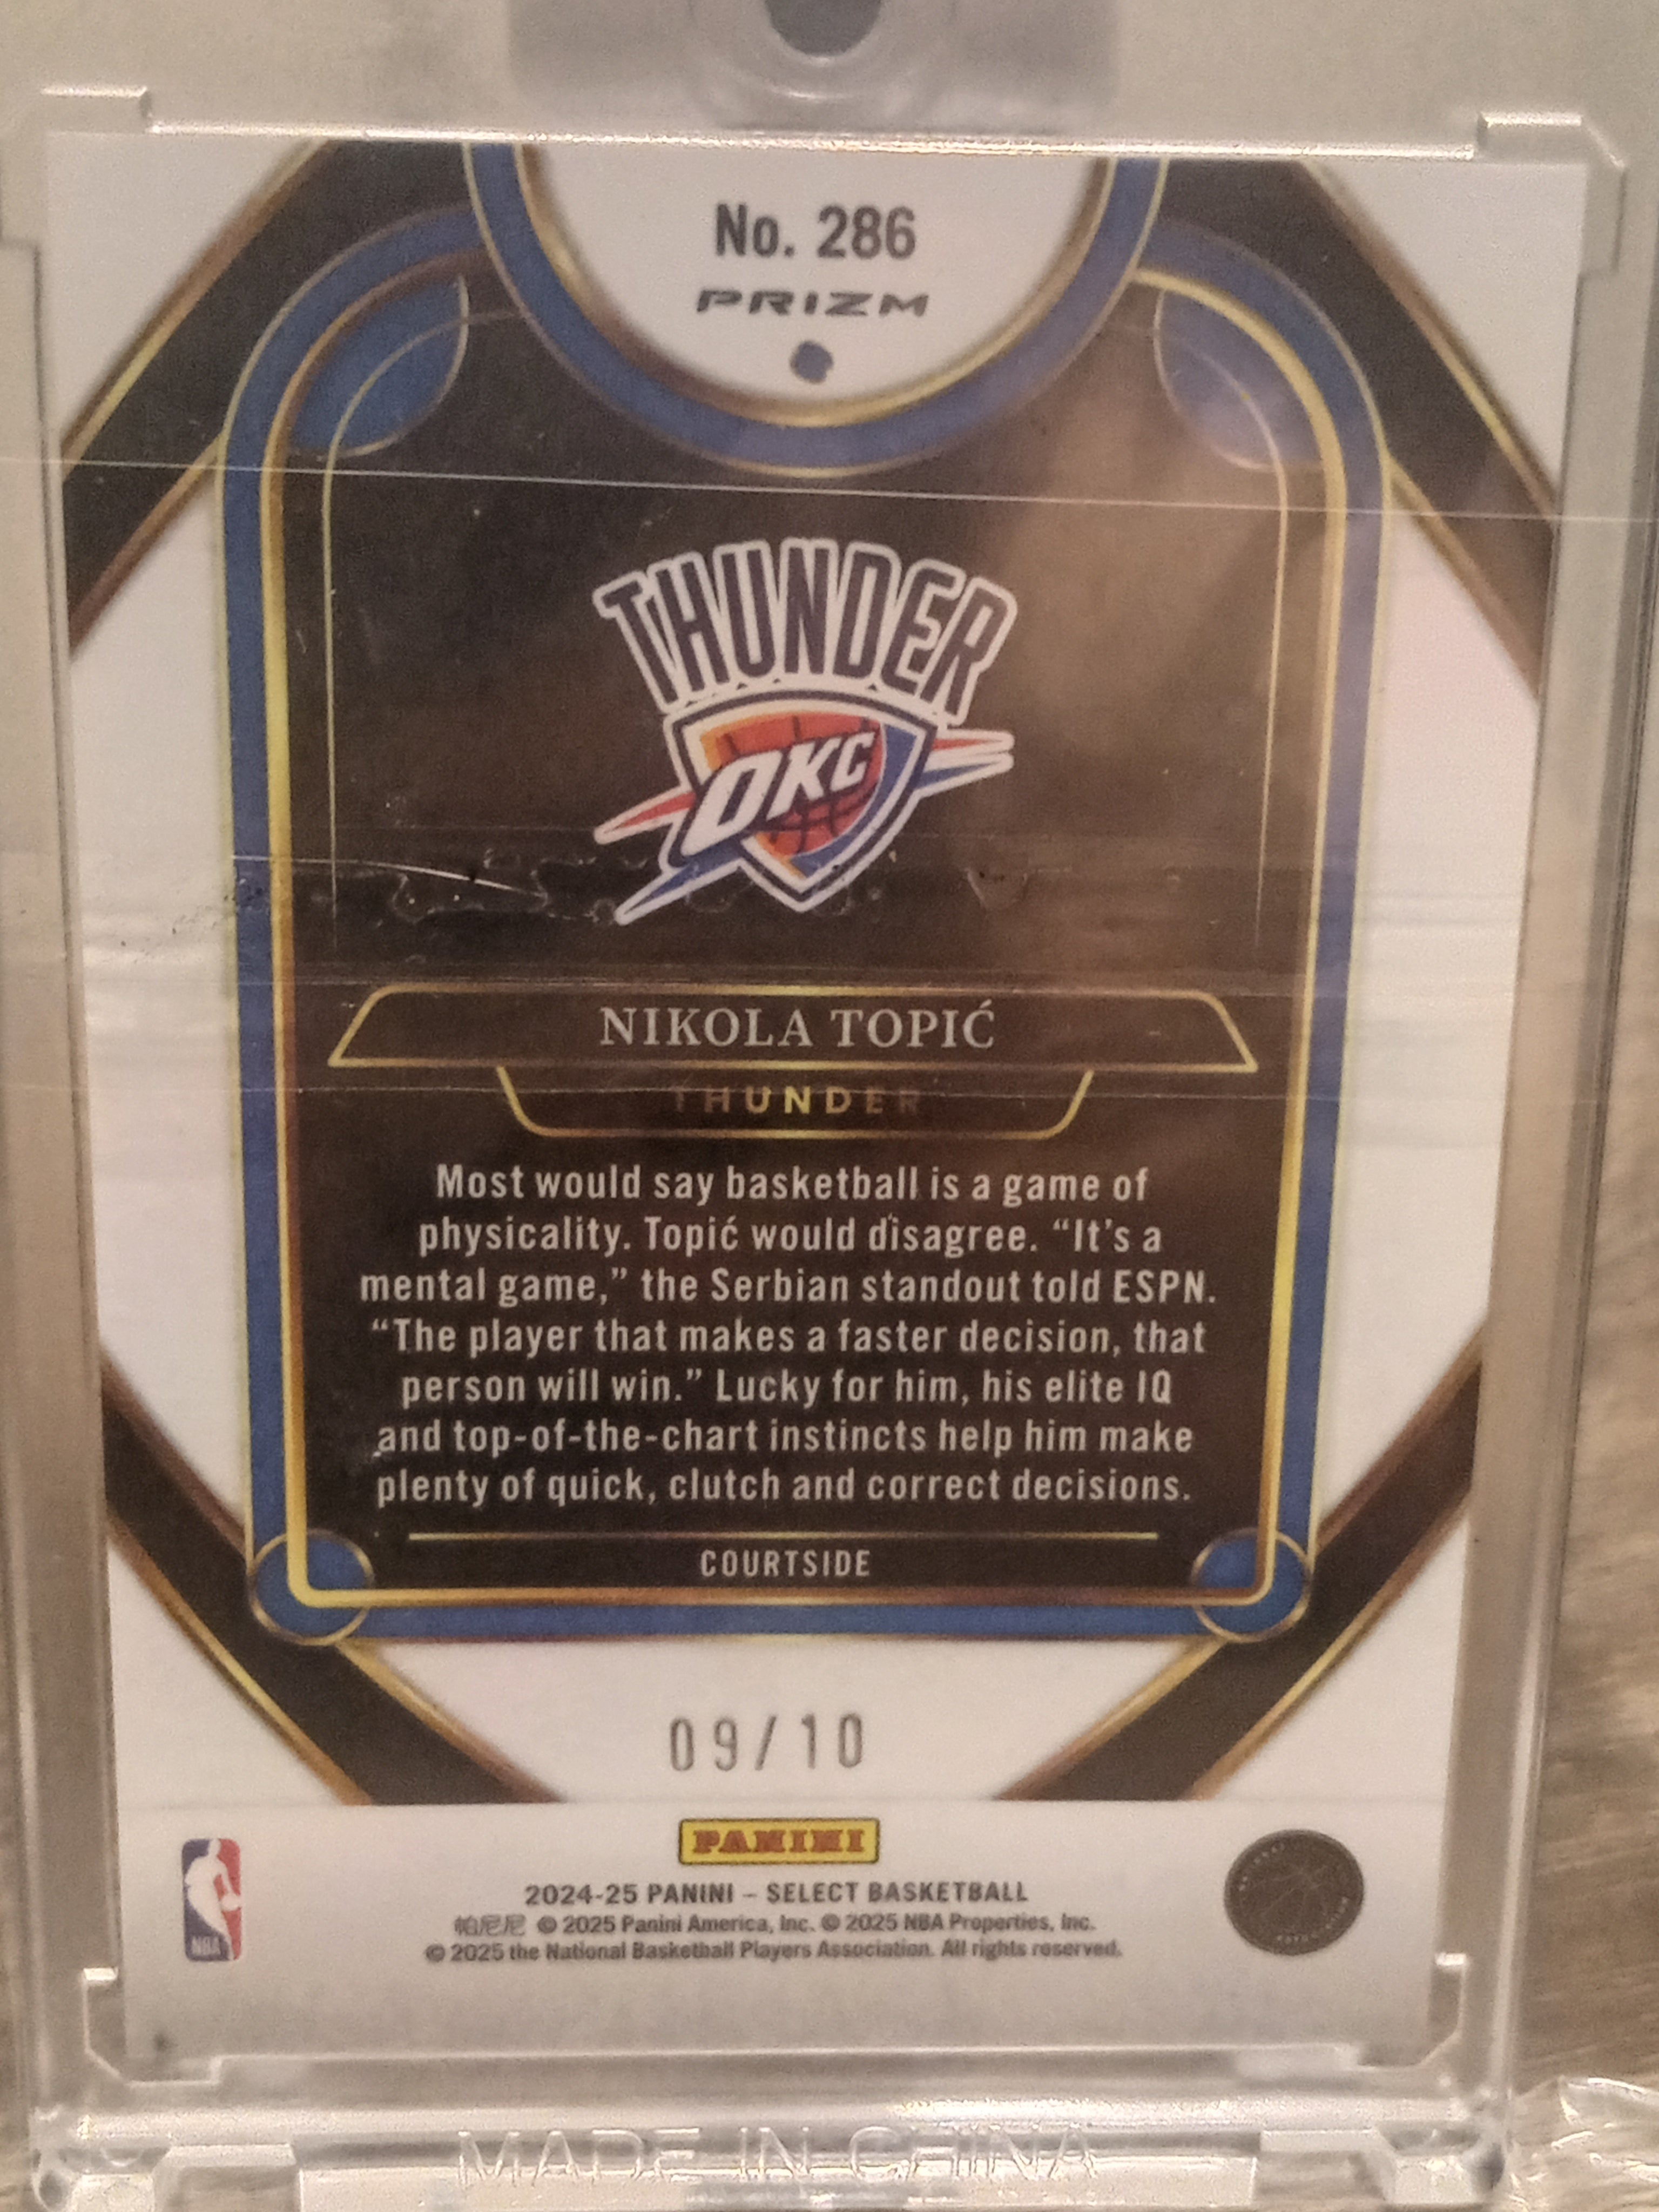 No. 286
PRIZM
THUNDER
OKC
NIKOLA TOPIĆ
THUNDER
Most would say basketball is a game of
physicality. Topić would disagree. “It’s a
mental game,” the Serbian standout told ESPN.
“The player that makes a faster decision, that
person will win.” Lucky for him, his elite IQ
and top-of-the-chart instincts help him make
plenty of quick, clutch and correct decisions.
COURTSIDE
09/10
PANINI
NBA
2024-25 PANINI – SELECT BASKETBALL
帕尼尼 © 2025 Panini America, Inc. © 2025 NBA Properties, Inc.
© 2025 the National Basketball Players Association. All rights reserved.
MADE IN CHINA